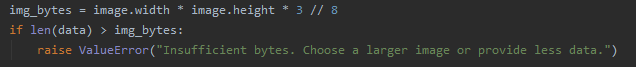 img_bytes = image.width * image.height * 3 // 8
if len(data) > img_bytes:
    raise ValueError("Insufficient bytes. Choose a larger image or provide less data.")